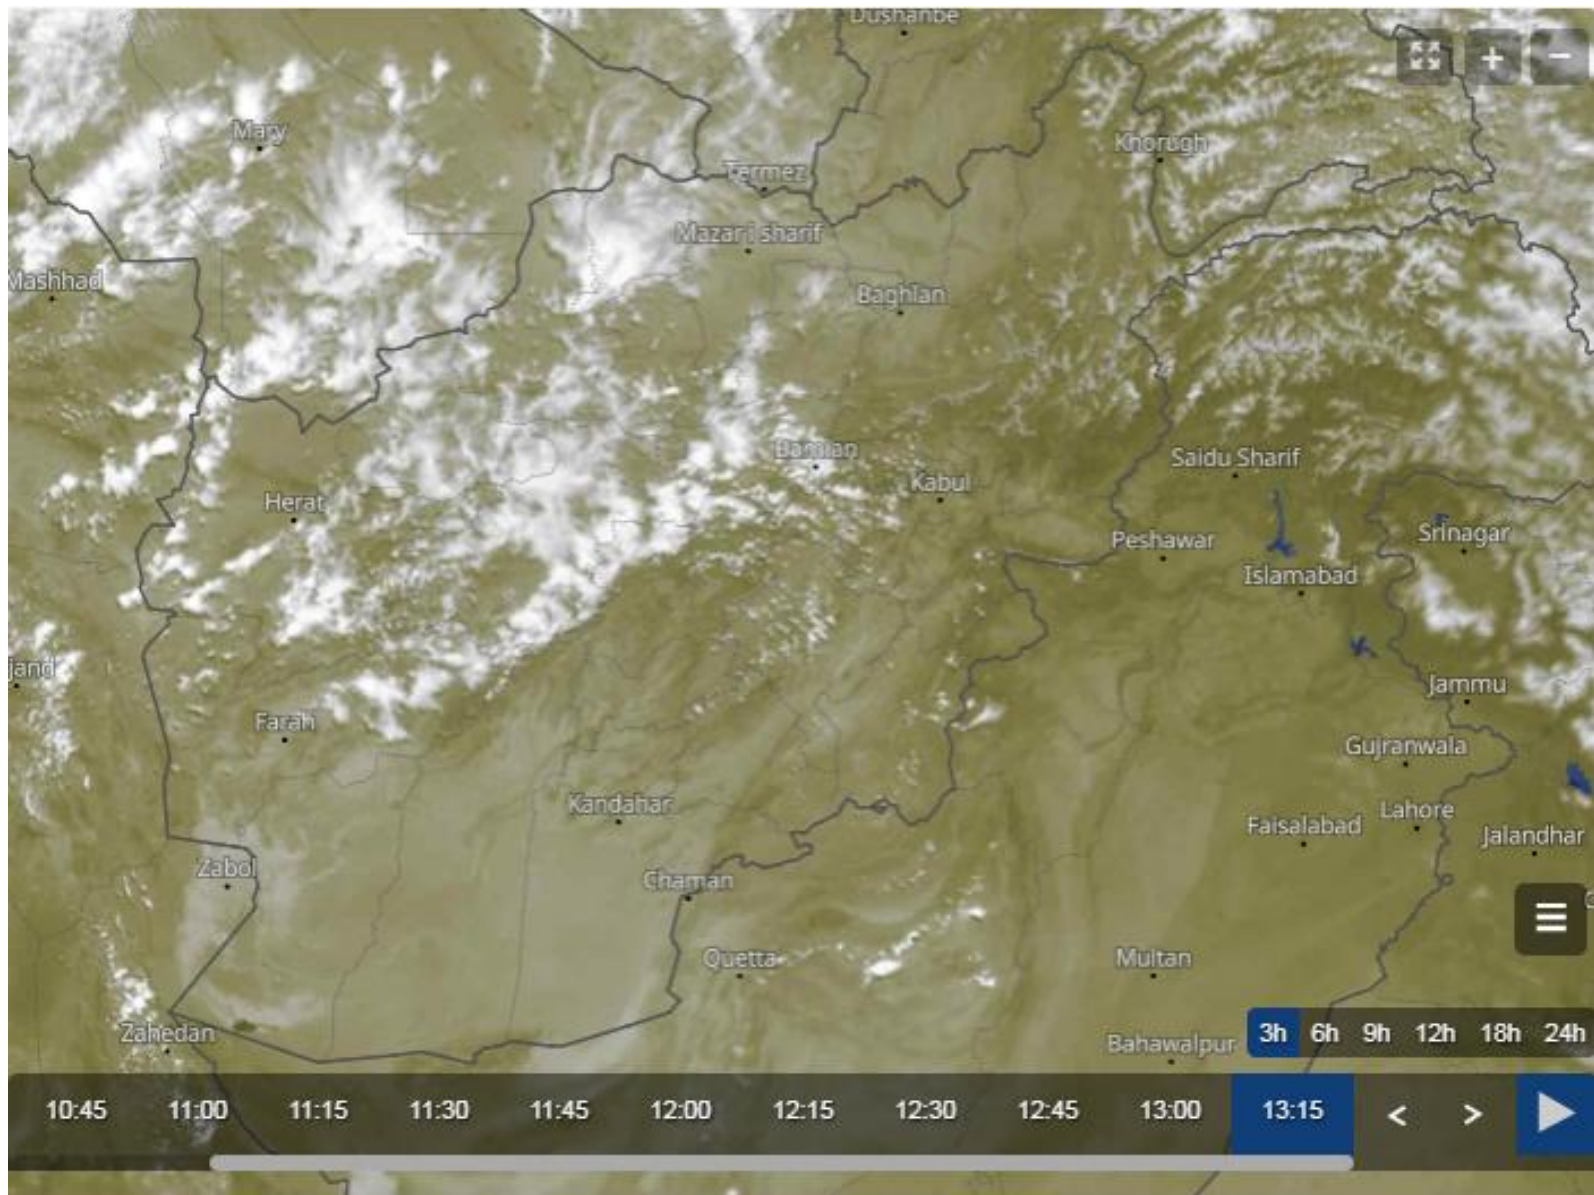 Dushanbe
+ −
Mary
Khorugh
Termez
Mazar i sharif
Mashhad
Baghlan
Bamian
Saidu Sharif
Kabul
Herat
Srinagar
Peshawar
Islamabad
jand
Jammu
Farah
Gujranwala
Kandahar
Lahore
Faisalabad
Jalandhar
Zabol
Chaman
Quetta
Multan
Zahedan
Bahawalpur
3h 6h 9h 12h 18h 24h
10:45 11:00 11:15 11:30 11:45 12:00 12:15 12:30 12:45 13:00 13:15 < >